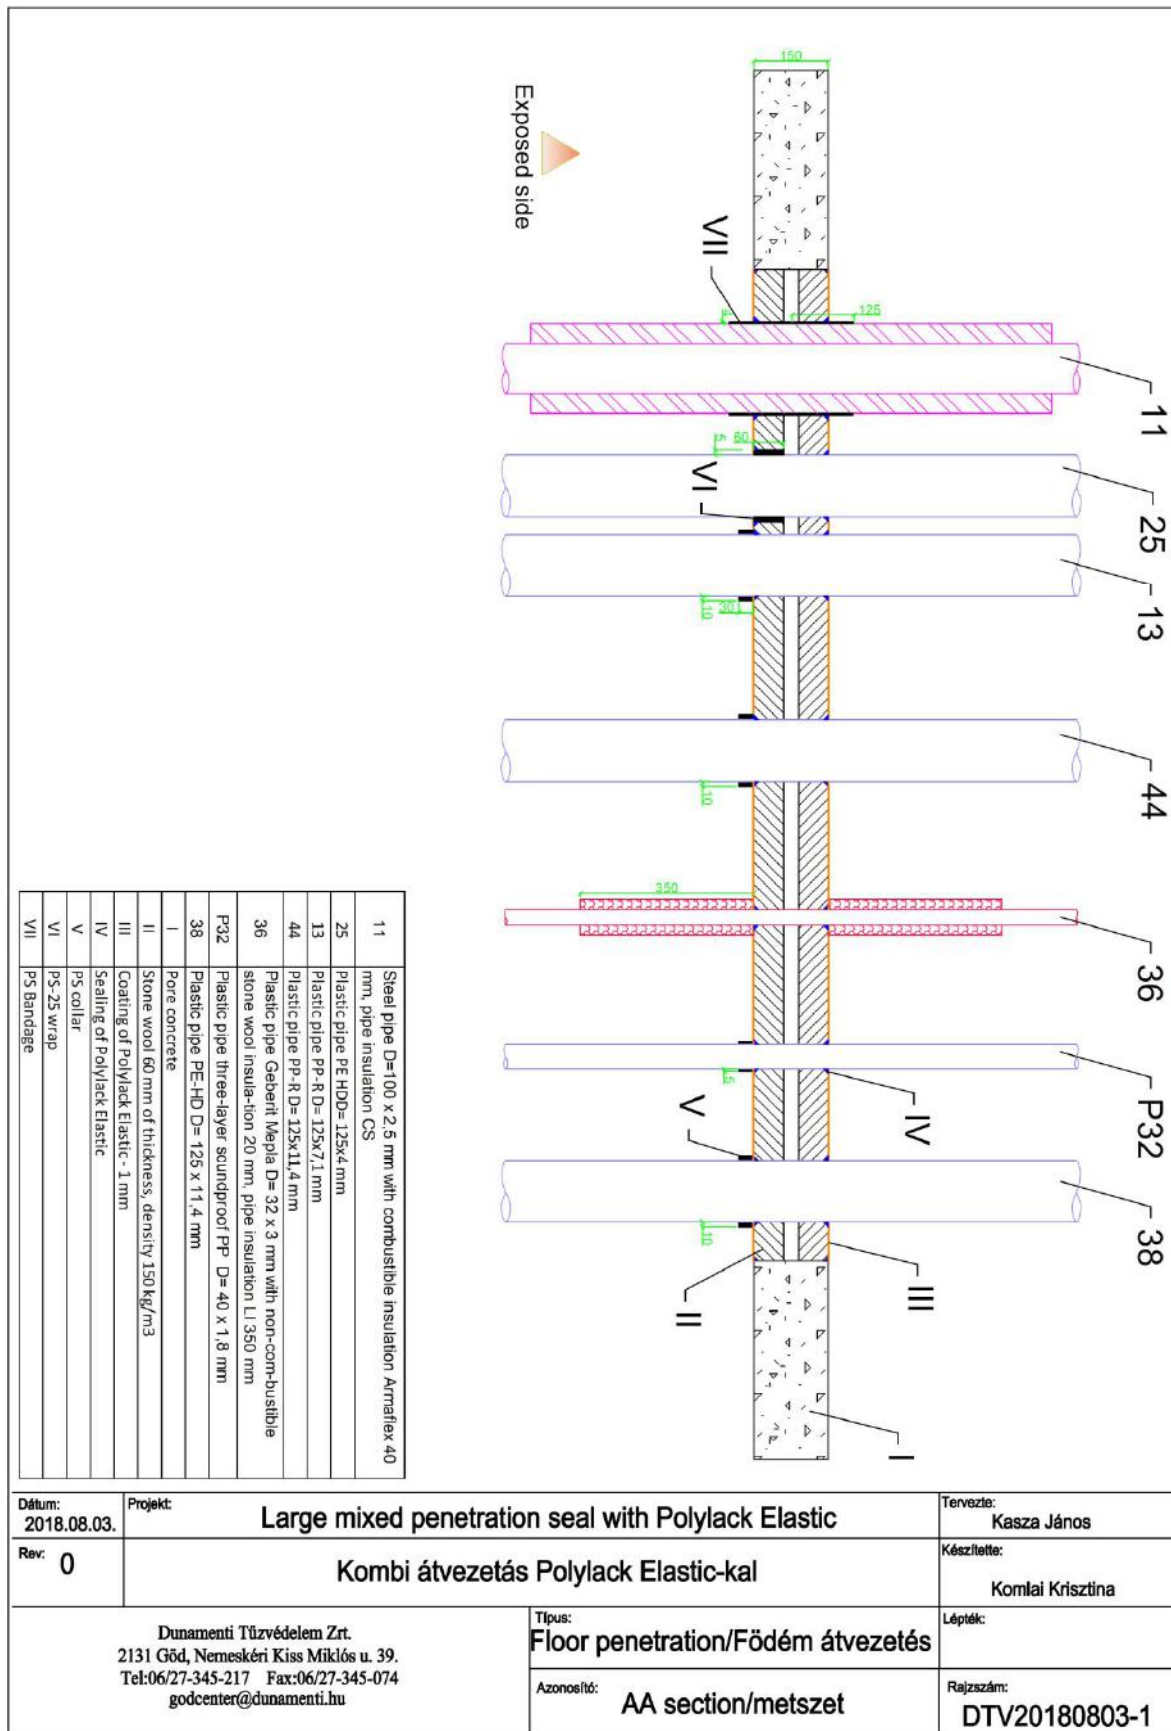 150
Exposed side
VII
125
5
11
5
60
VI
25
10
30
13
10
44
350
36
5
P32
IV
V
10
38
III
II
I
11 Steel pipe D=100 x 2,5 mm with combustible insulation Armaflex 40
mm, pipe insulation CS
25 Plastic pipe PE HDD= 125x4 mm
13 Plastic pipe PP-R D= 125x7,1 mm
44 Plastic pipe PP-R D= 125x11,4 mm
36 Plastic pipe Geberit Mepla D= 32 x 3 mm with non-com-bustible
stone wool insula-tion 20 mm, pipe insulation LI 350 mm
P32 Plastic pipe three-layer soundproof PP D= 40 x 1,8 mm
38 Plastic pipe PE-HD D= 125 x 11,4 mm
I Pore concrete
II Stone wool 60 mm of thickness, density 150 kg/m3
III Coating of Polylack Elastic - 1 mm
IV Sealing of Polylack Elastic
V PS collar
VI PS-25 wrap
VII PS Bandage
Dátum:
2018.08.03.
Projekt:
Large mixed penetration seal with Polylack Elastic
Tervezte:
Kasza János
Rev: 0
Kombi átvezetás Polylack Elastic-kal
Készítette:
Komlai Krisztina
Dunamenti Tűzvédelem Zrt.
2131 Göd, Nemeskéri Kiss Miklós u. 39.
Tel:06/27-345-217 Fax:06/27-345-074
godcenter@dunamenti.hu
Típus:
Floor penetration/Födém átvezetés
Lépték:
Azonosító:
AA section/metszet
Rajzszám:
DTV20180803-1